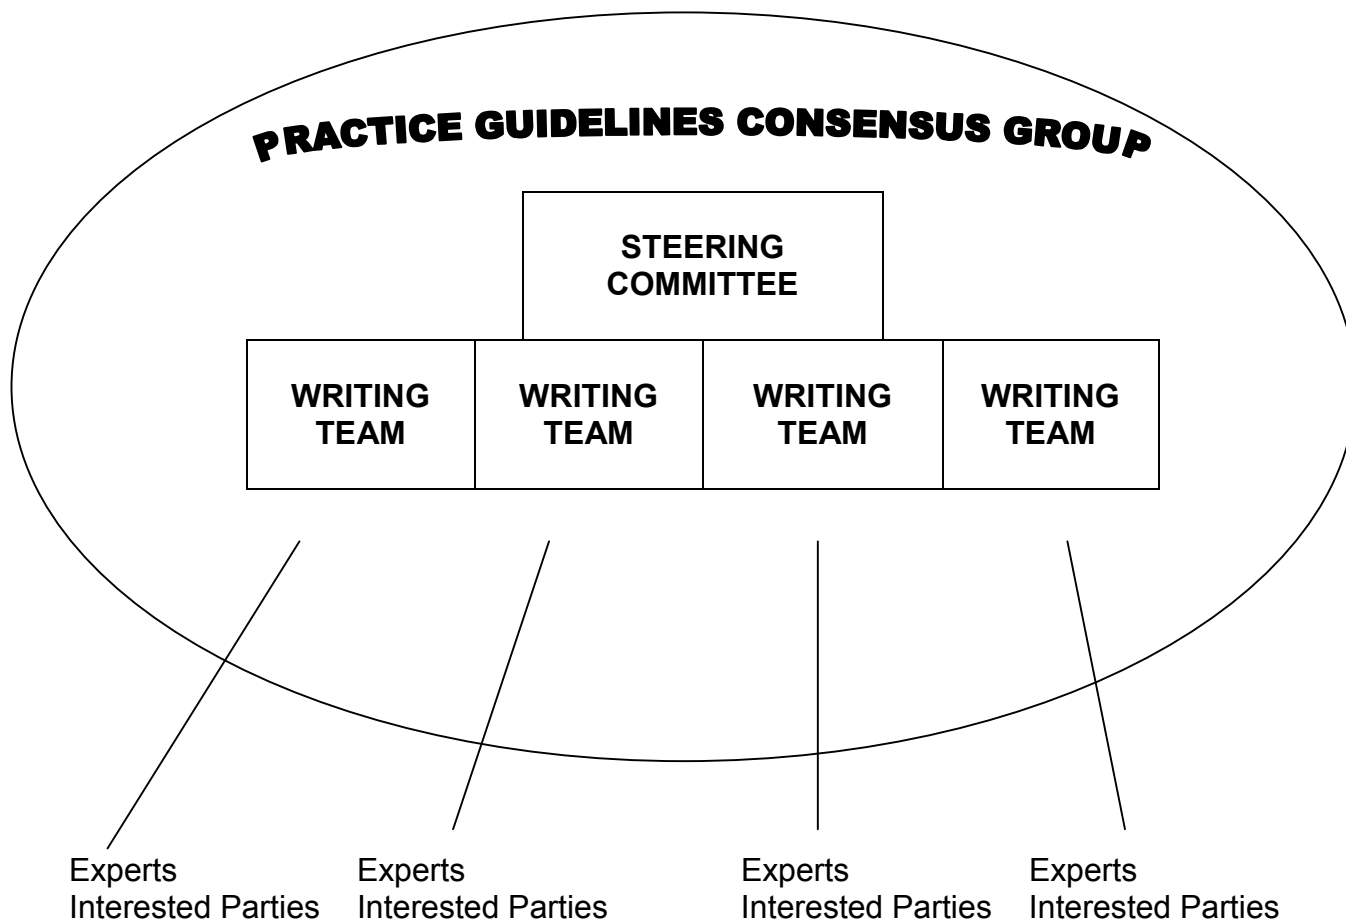 PRACTICE GUIDELINES CONSENSUS GROUP
STEERING
COMMITTEE
WRITING
TEAM
WRITING
TEAM
WRITING
TEAM
WRITING
TEAM
Experts
Interested Parties
Experts
Interested Parties
Experts
Interested Parties
Experts
Interested Parties